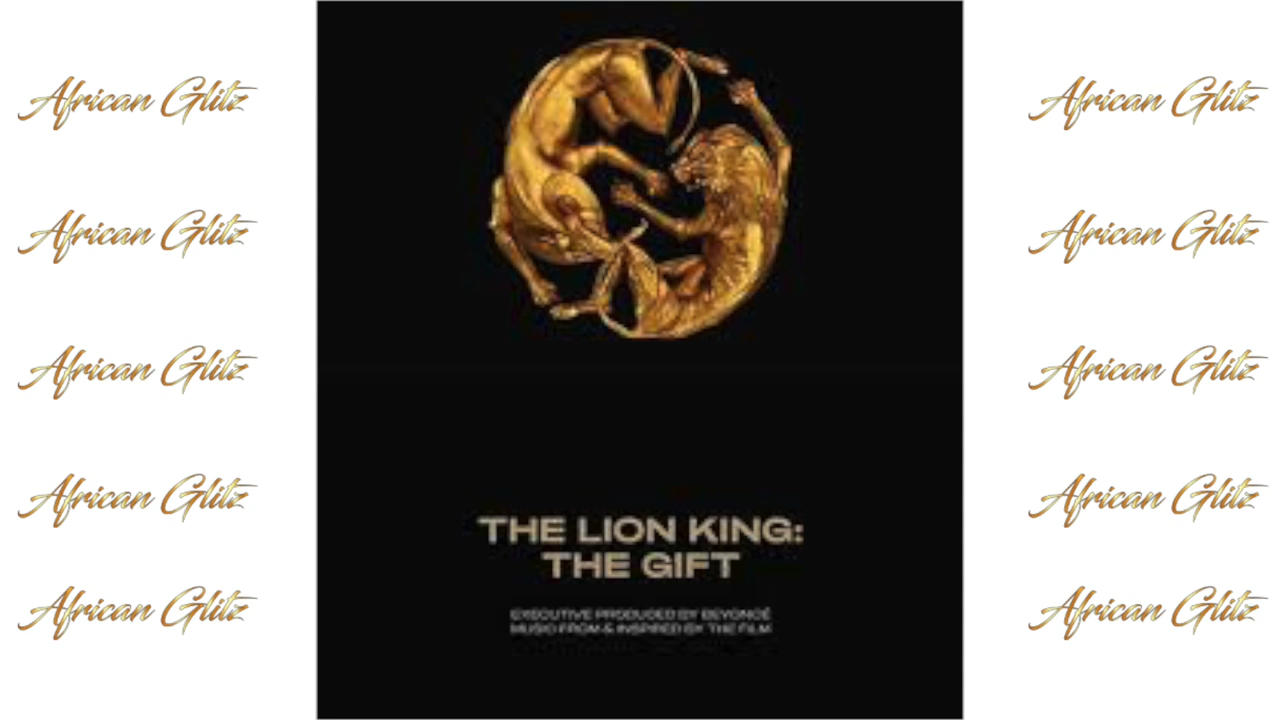 African Glitz
African Glitz
African Glitz
African Glitz
African Glitz
THE LION KING:
THE GIFT
EXECUTIVE PRODUCED BY BEYONCÉ
MUSIC FROM & INSPIRED BY THE FILM
African Glitz
African Glitz
African Glitz
African Glitz
African Glitz